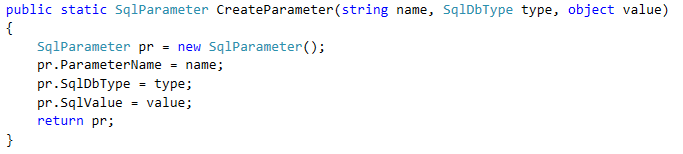 public static SqlParameter CreateParameter(string name, SqlDbType type, object value)
{
    SqlParameter pr = new SqlParameter();
    pr.ParameterName = name;
    pr.SqlDbType = type;
    pr.SqlValue = value;
    return pr;
}